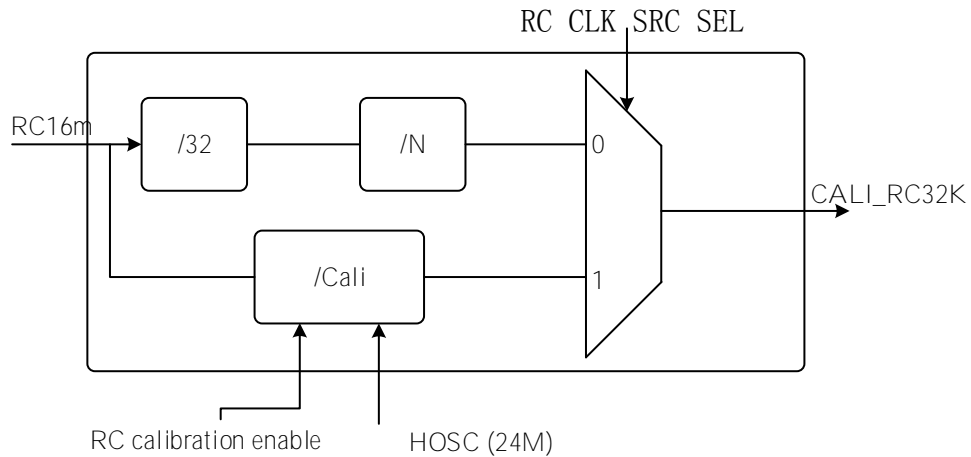 RC CLK SRC SEL
RC16m
/32
/N
0
CALI_RC32K
/Cali
1
RC calibration enable
HOSC (24M)